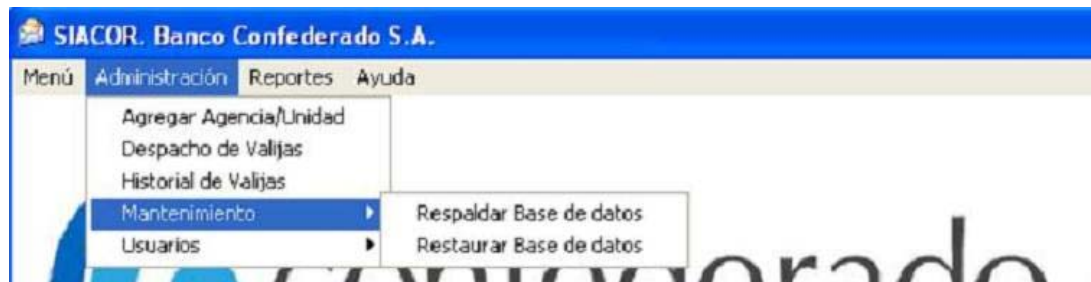 SIACOR. Banco Confederado S.A.
Menú Administración Reportes Ayuda
Agregar Agencia/Unidad
Despacho de Valijas
Historial de Valijas
Mantenimiento
Usuarios
Respaldar Base de datos
Restaurar Base de datos
confederado